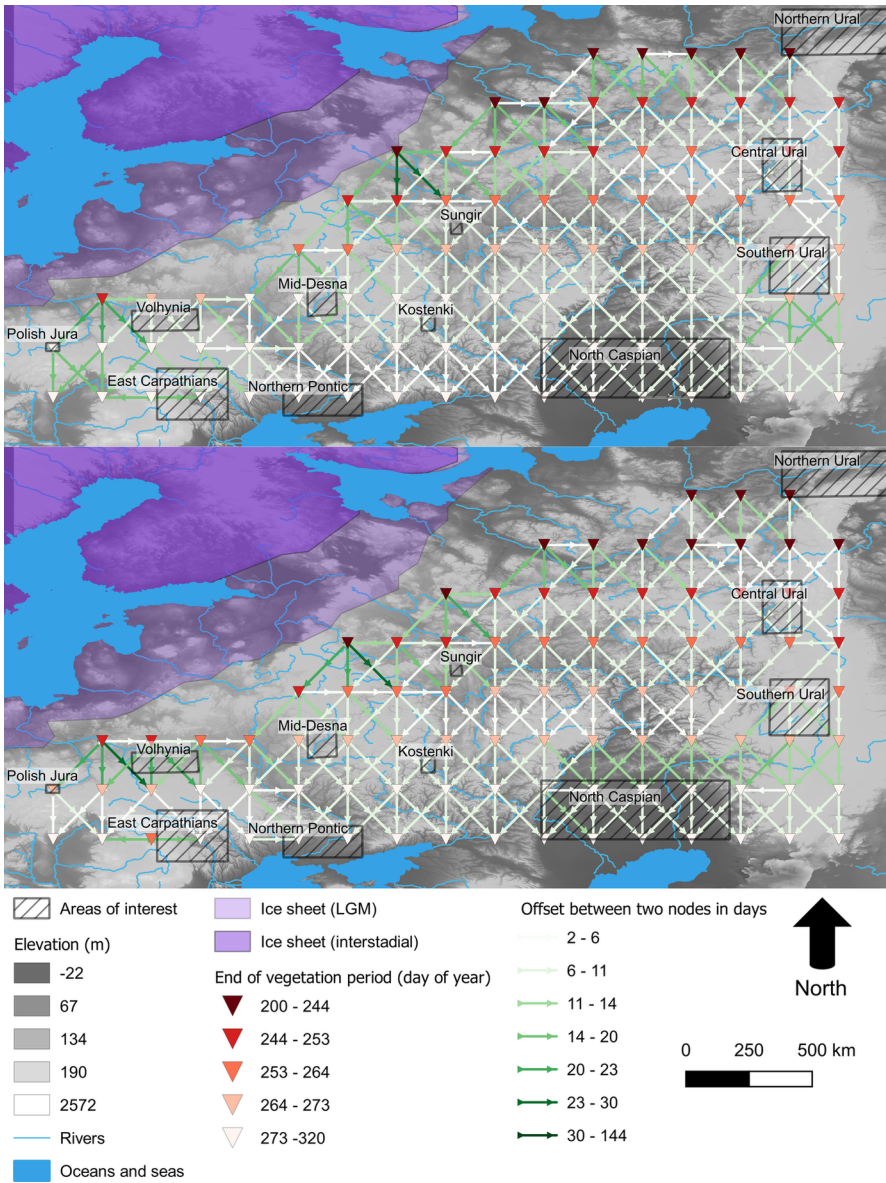 Northern Ural
Central Ural
Sungir
Southern Ural
Mid-Desna
Volhynia
Kostenki
Polish Jura
North Caspian
East Carpathians
Northern Pontic
Northern Ural
Central Ural
Sungir
Southern Ural
Mid-Desna
Volhynia
Kostenki
Polish Jura
North Caspian
East Carpathians
Northern Pontic
Areas of interest
Elevation (m)
-22
67
134
190
2572
Rivers
Oceans and seas
Ice sheet (LGM)
Ice sheet (interstadial)
End of vegetation period (day of year)
200 - 244
244 - 253
253 - 264
264 - 273
273 -320
Offset between two nodes in days
2 - 6
6 - 11
11 - 14
14 - 20
20 - 23
23 - 30
30 - 144
North
0 250 500 km